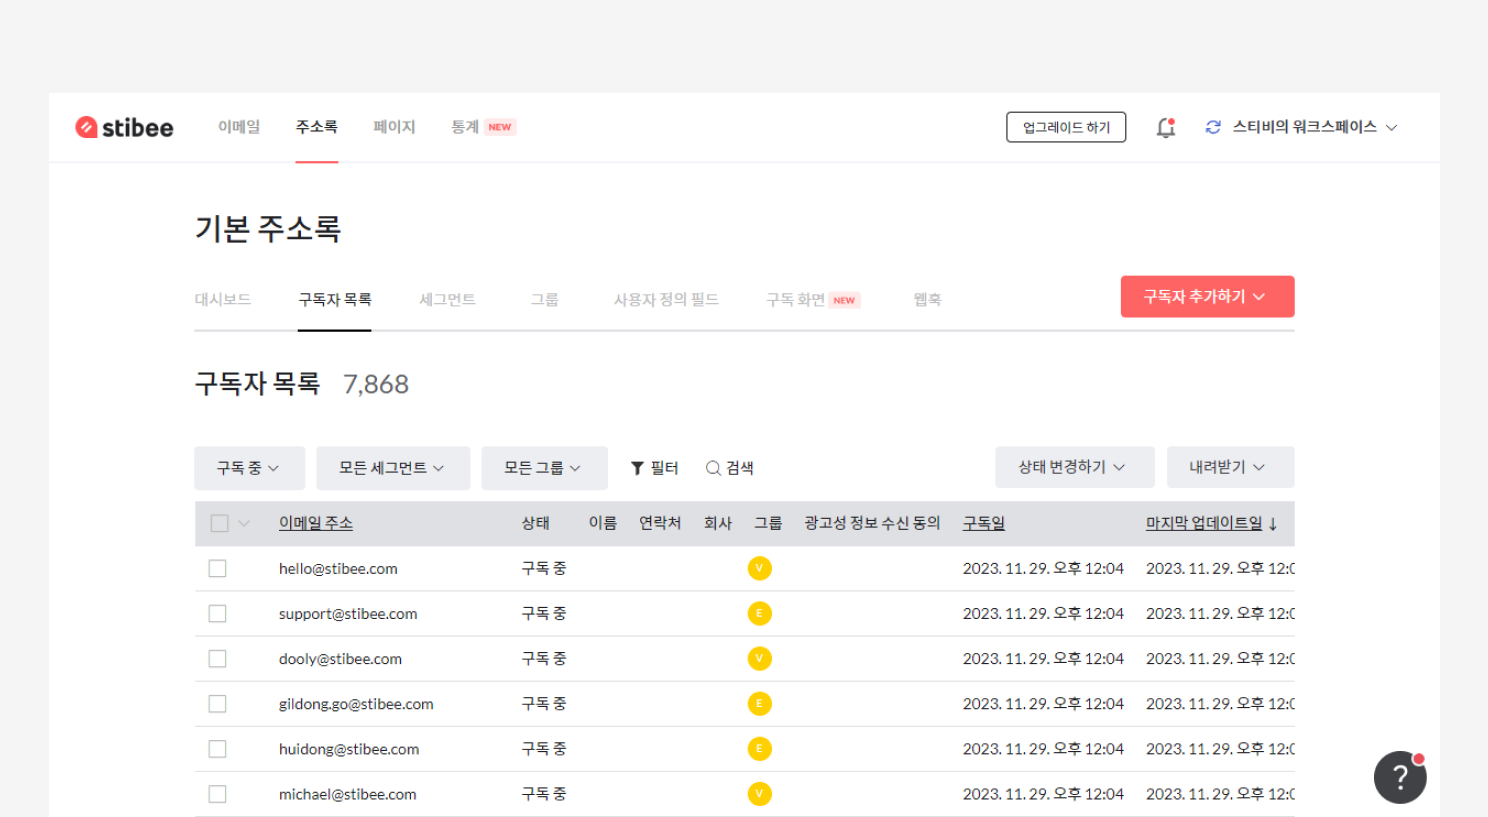 stibee 이메일 주소록 페이지 통계 NEW 업그레이드 하기 스티비의 워크스페이스
기본 주소록
대시보드 구독자 목록 세그먼트 그룹 사용자 정의 필드 구독 화면 NEW 웹훅 구독자 추가하기
구독자 목록 7,868
구독 중 모든 세그먼트 모든 그룹 필터 검색 상태 변경하기 내려받기
이메일 주소 상태 이름 연락처 회사 그룹 광고성 정보 수신 동의 구독일 마지막 업데이트일 ↓
hello@stibee.com 구독 중 V 2023. 11. 29. 오후 12:04 2023. 11. 29. 오후 12:0
support@stibee.com 구독 중 E 2023. 11. 29. 오후 12:04 2023. 11. 29. 오후 12:0
dooly@stibee.com 구독 중 V 2023. 11. 29. 오후 12:04 2023. 11. 29. 오후 12:0
gildong.go@stibee.com 구독 중 E 2023. 11. 29. 오후 12:04 2023. 11. 29. 오후 12:0
huidong@stibee.com 구독 중 E 2023. 11. 29. 오후 12:04 2023. 11. 29. 오후 12:0
michael@stibee.com 구독 중 V 2023. 11. 29. 오후 12:04 2023. 11. 29. 오후 12:0
?